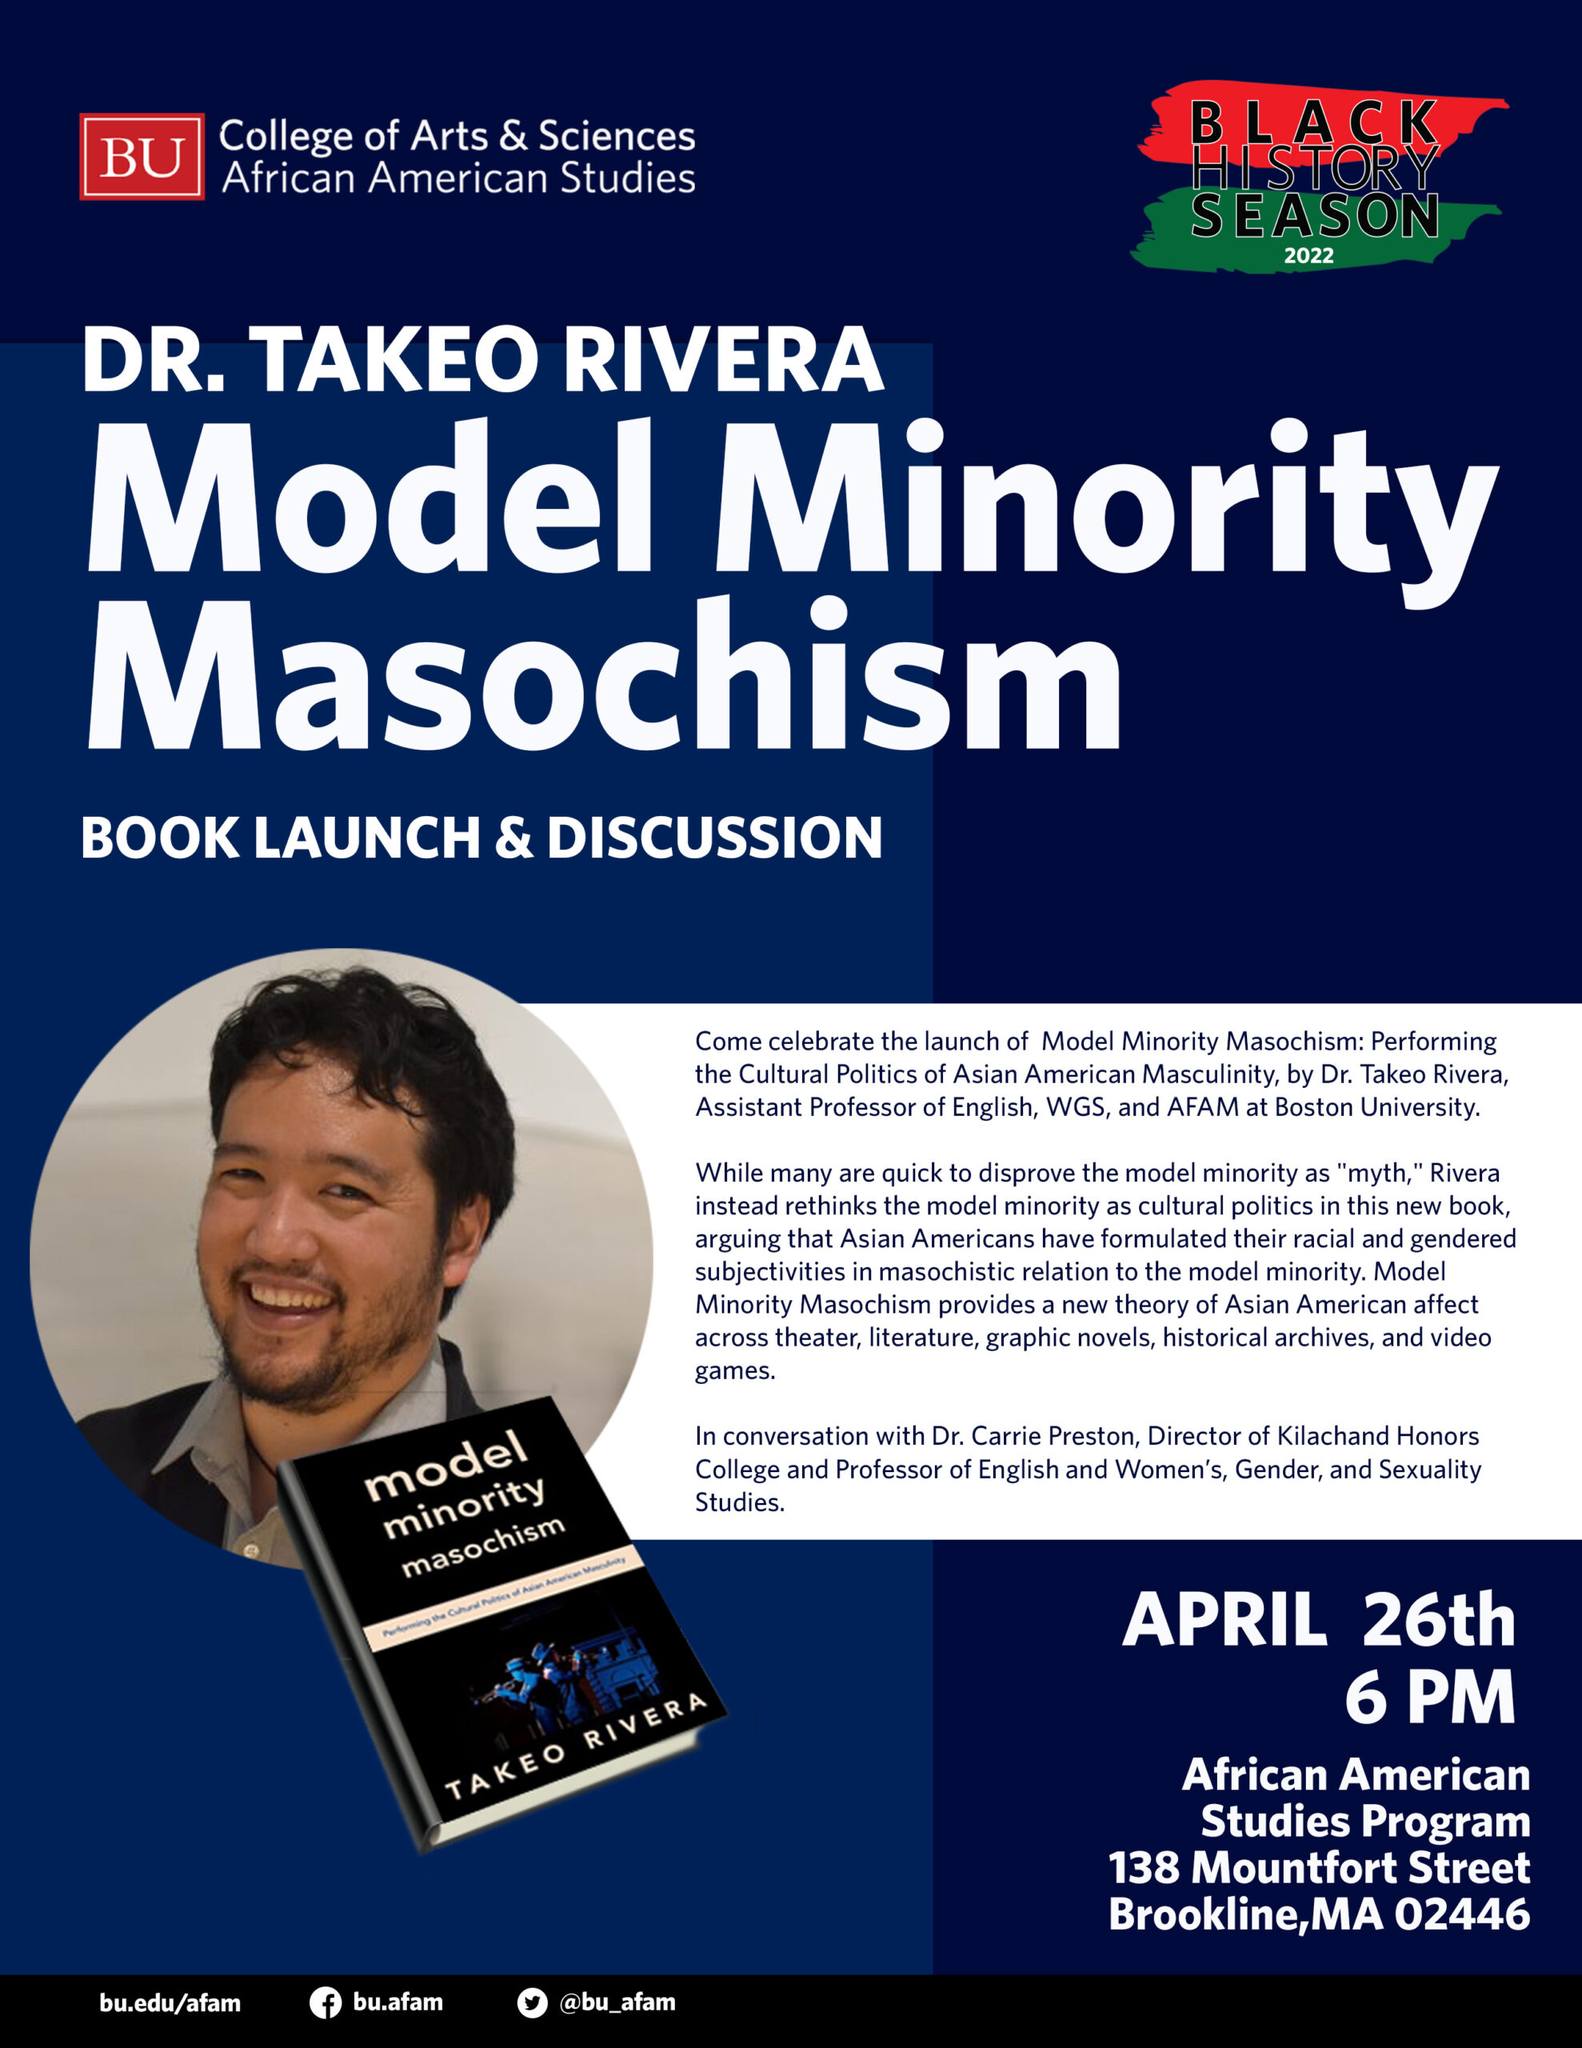 BU
College of Arts & Sciences
African American Studies
BLACK
HISTORY
SEASON
2022
DR. TAKEO RIVERA
Model Minority
Masochism
BOOK LAUNCH & DISCUSSION
Come celebrate the launch of  Model Minority Masochism: Performing
the Cultural Politics of Asian American Masculinity, by Dr. Takeo Rivera,
Assistant Professor of English, WGS, and AFAM at Boston University.
While many are quick to disprove the model minority as "myth," Rivera
instead rethinks the model minority as cultural politics in this new book,
arguing that Asian Americans have formulated their racial and gendered
subjectivities in masochistic relation to the model minority. Model
Minority Masochism provides a new theory of Asian American affect
across theater, literature, graphic novels, historical archives, and video
games.
In conversation with Dr. Carrie Preston, Director of Kilachand Honors
College and Professor of English and Women’s, Gender, and Sexuality
Studies.
model
minority
masochism
Performing the Cultural Politics of Asian American Masculinity
TAKEO RIVERA
APRIL 26th
6 PM
African American
Studies Program
138 Mountfort Street
Brookline,MA 02446
bu.edu/afam
bu.afam
@bu_afam